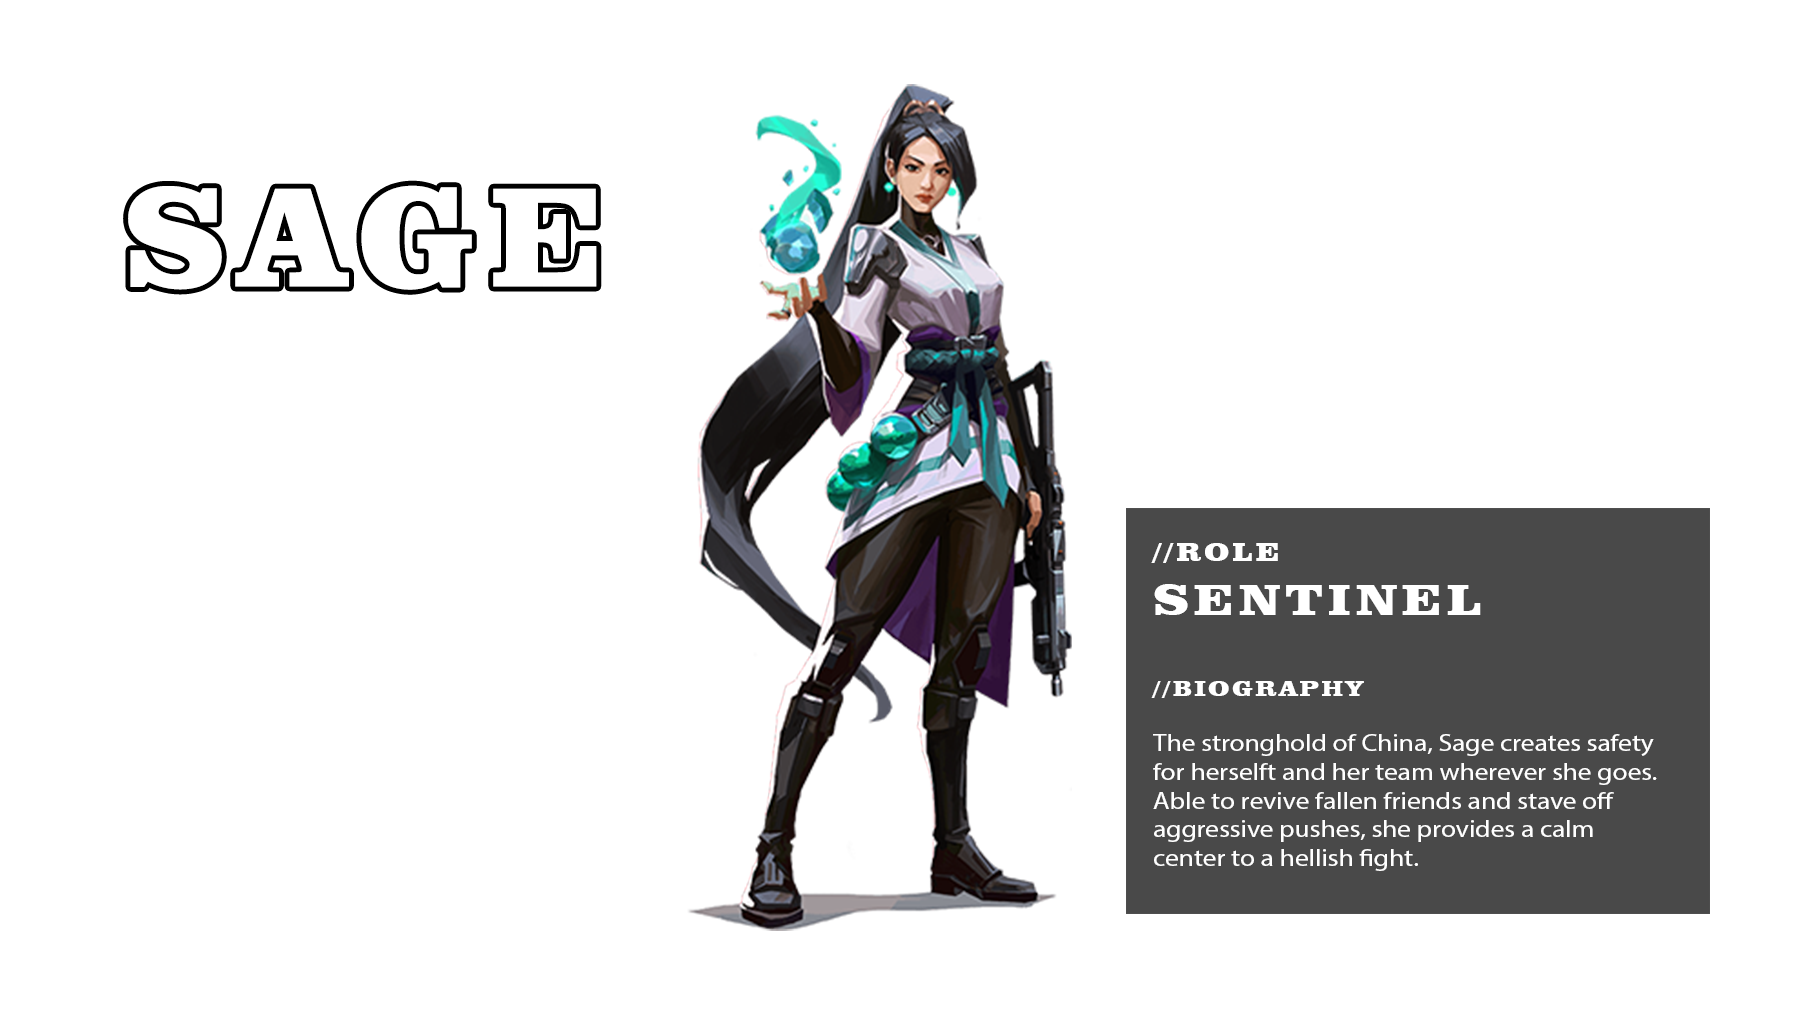 SAGE
//ROLE
SENTINEL
//BIOGRAPHY
The stronghold of China, Sage creates safety
for herselft and her team wherever she goes.
Able to revive fallen friends and stave off
aggressive pushes, she provides a calm
center to a hellish fight.